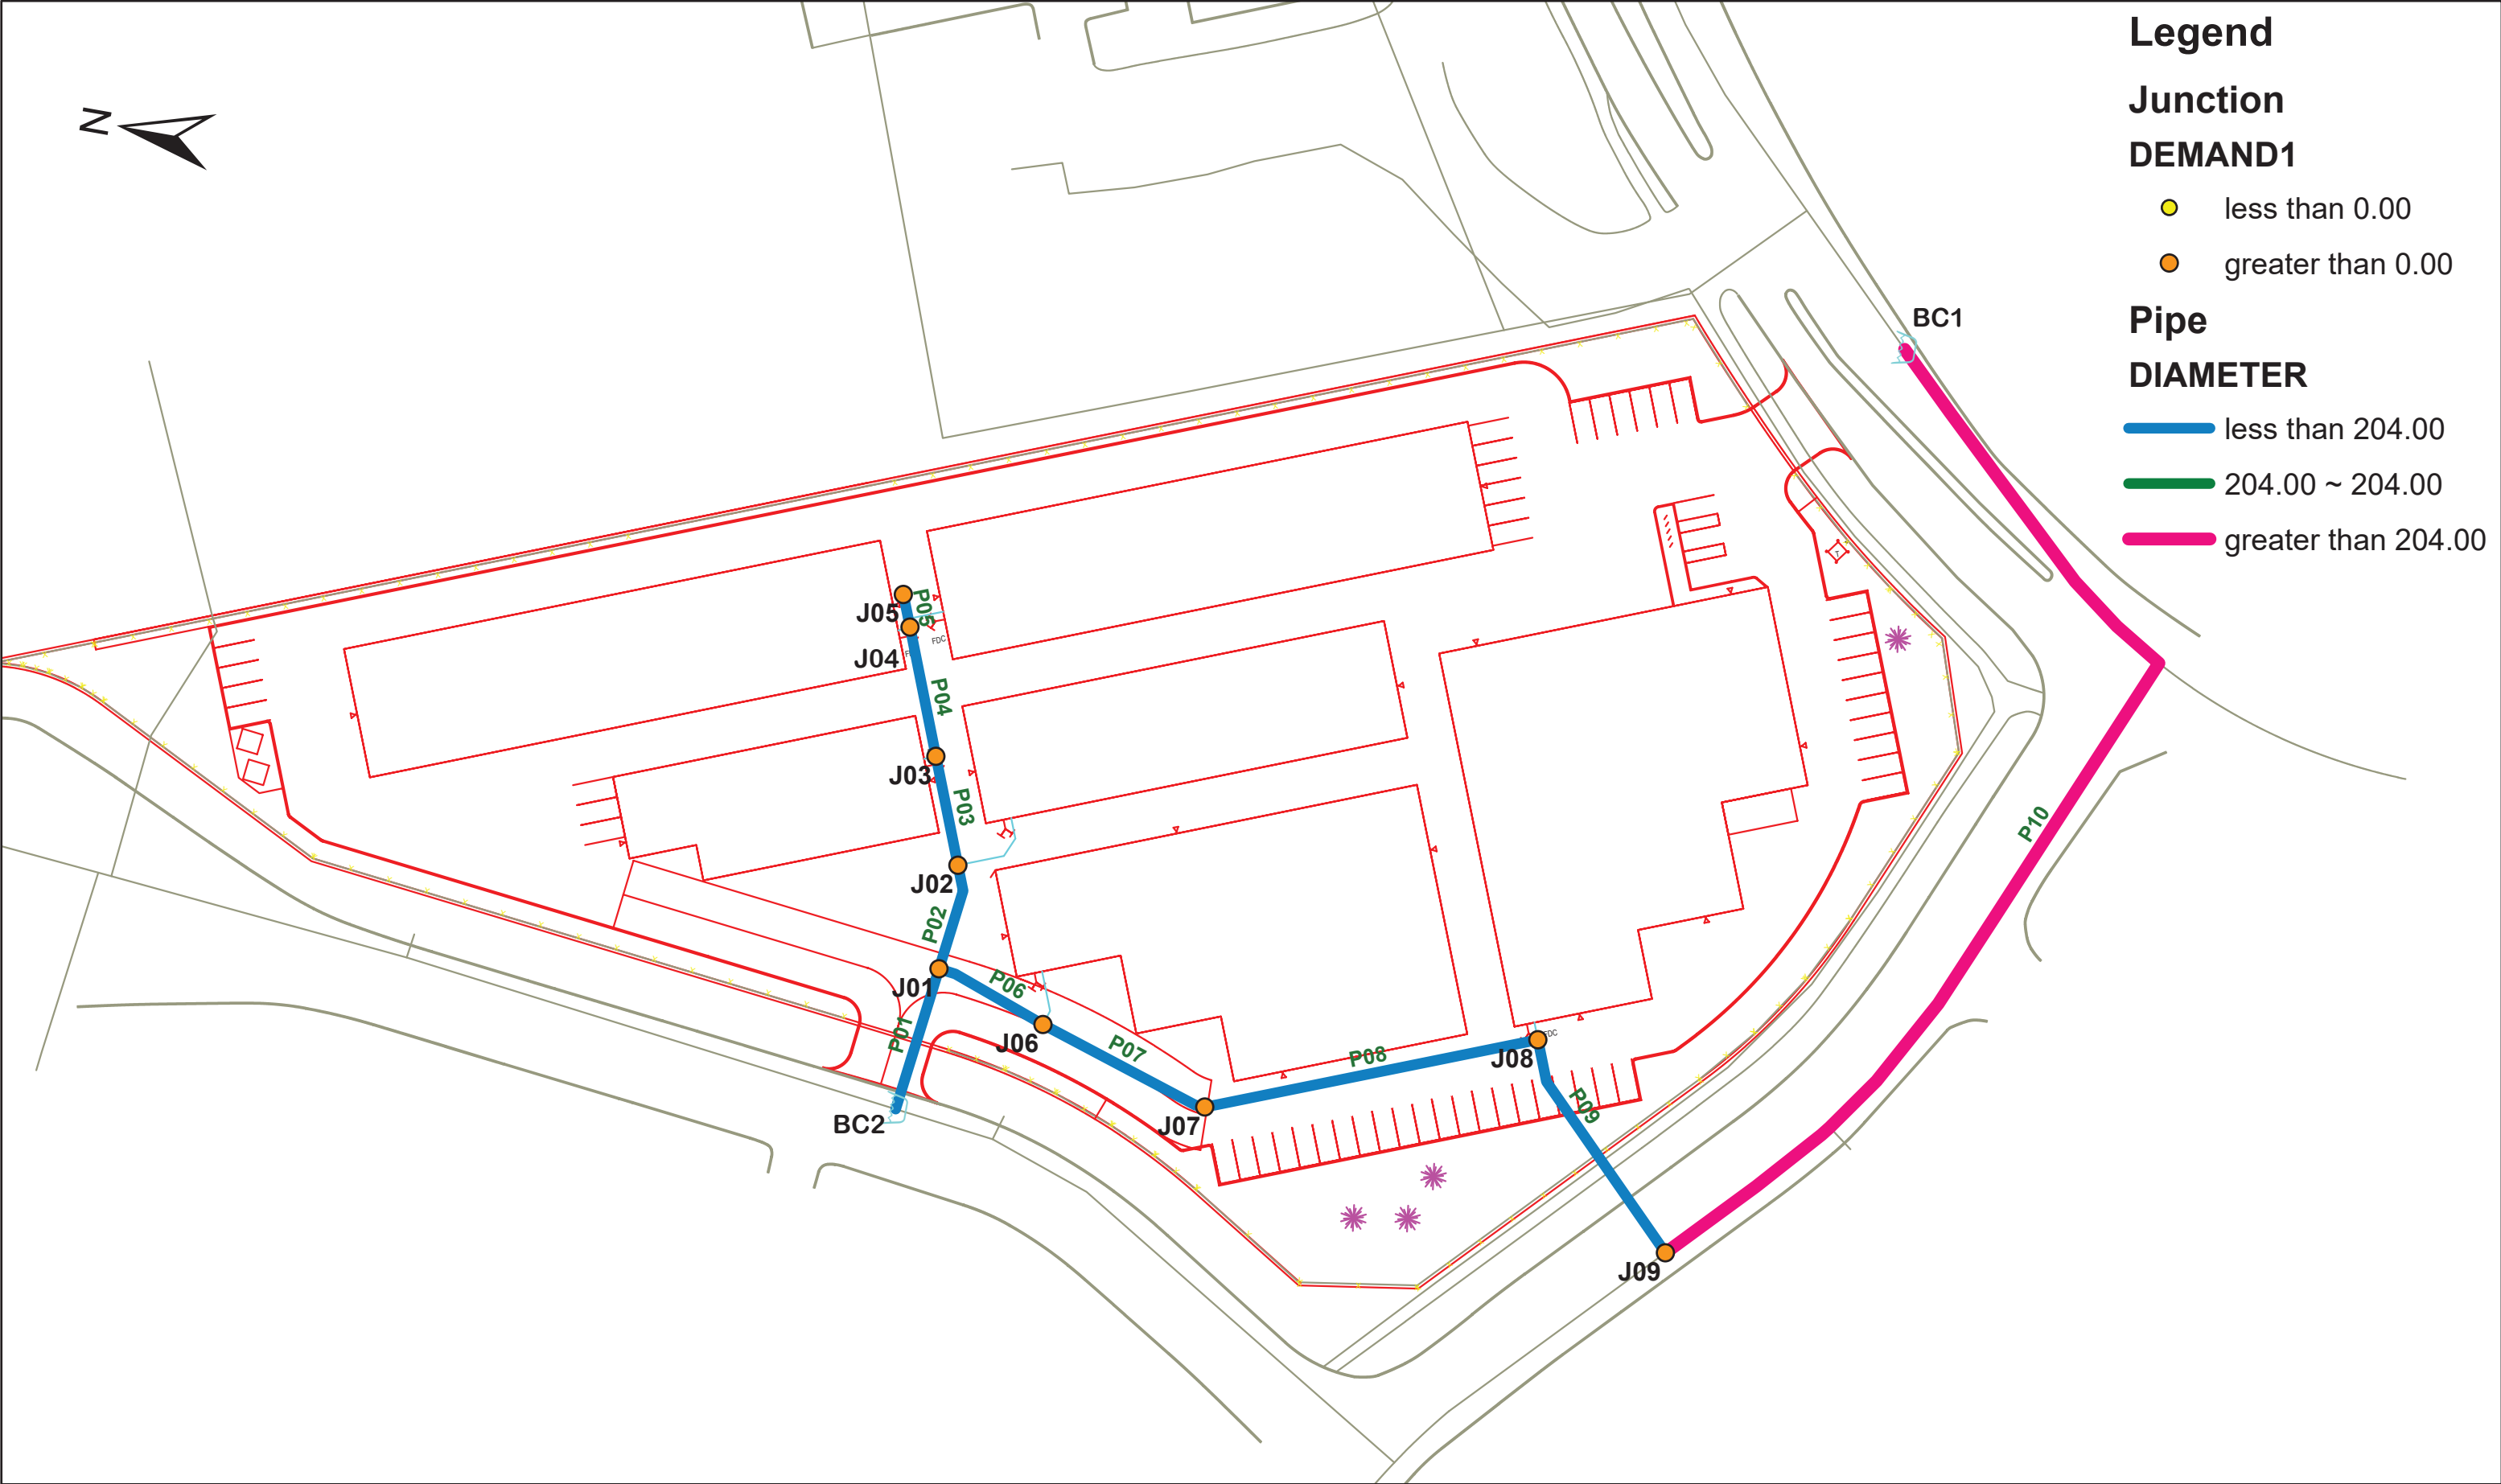 Legend
Junction
DEMAND1
less than 0.00
greater than 0.00
Pipe
DIAMETER
less than 204.00
204.00 ~ 204.00
greater than 204.00
N
BC1
J05
P05
FDC
J04
P04
J03
P03
J02
P02
J01
P06
P01
J06
P07
BC2
J07
P08
J08
FDC
P09
P10
J09